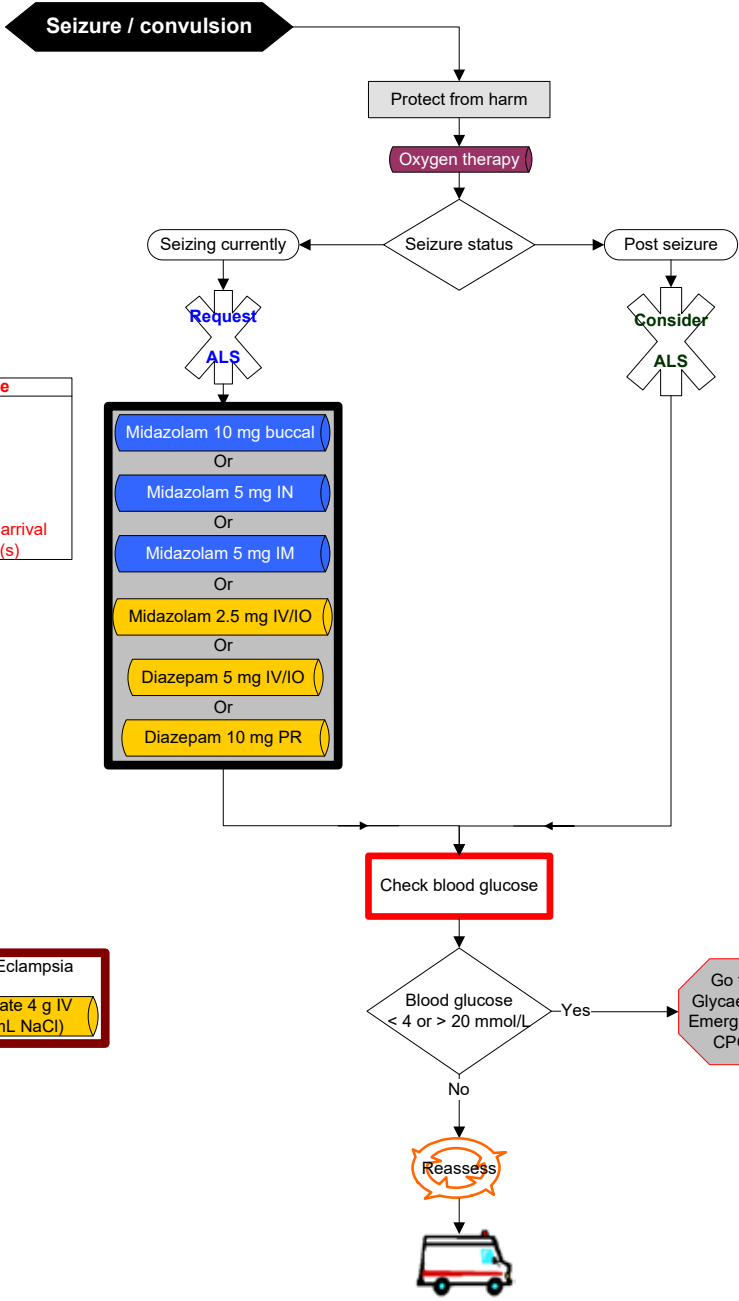 Seizure / convulsion
Protect from harm
Oxygen therapy
Seizing currently
Seizure status
Post seizure
Request
ALS
Consider
ALS
e
arrival
(s)
Midazolam 10 mg buccal
Or
Midazolam 5 mg IN
Or
Midazolam 5 mg IM
Or
Midazolam 2.5 mg IV/IO
Or
Diazepam 5 mg IV/IO
Or
Diazepam 10 mg PR
Check blood glucose
Eclampsia
ate 4 g IV
mL NaCl)
Blood glucose
< 4 or > 20 mmol/L
Yes
Go
Glycae
Emerg
CP
No
Reassess